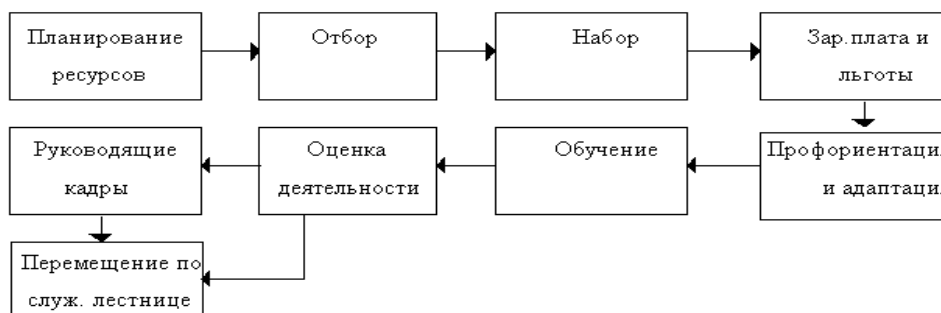 Планирование
ресурсов
Отбор
Набор
Зар.плата и
льготы
Руководящие
кадры
Оценка
деятельности
Обучение
Профориентаци
и адаптаци
Перемещение по
служ. лестнице